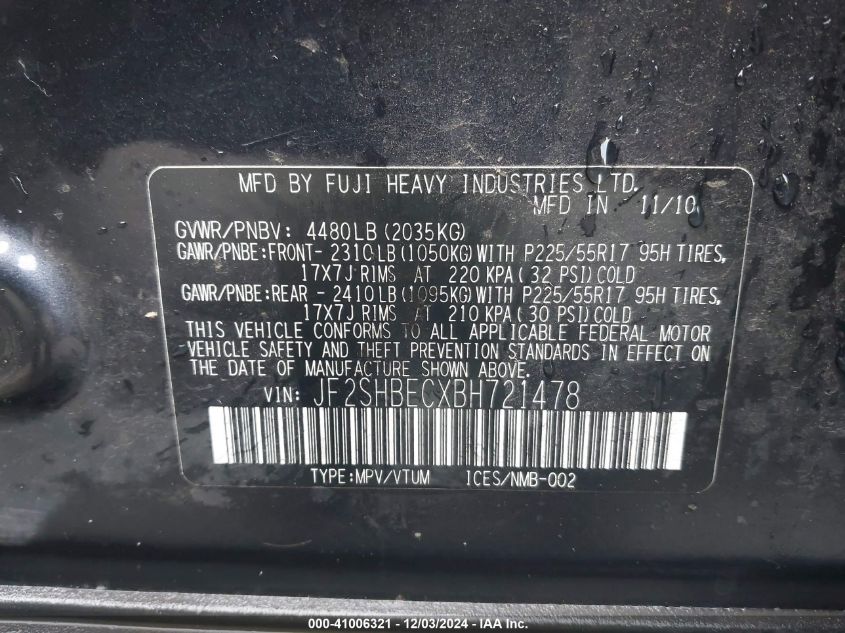 MFD BY FUJI HEAVY INDUSTRIES LTD.
MFD IN 11/10
GVWR/PNBV: 4480LB(2035KG)
GAWR/PNBE:FRONT- 2310LB(1050KG)WITH P225/55R17 95H TIRES,
17X7J RIMS AT 220 KPA(32 PSI)COLD
GAWR/PNBE:REAR - 2410LB(1095KG)WITH P225/55R17 95H TIRES,
17X7J RIMS AT 210 KPA(30 PSI)COLD
THIS VEHICLE CONFORMS TO ALL APPLICABLE FEDERAL MOTOR
VEHICLE SAFETY AND THEFT PREVENTION STANDARDS IN EFFECT ON
THE DATE OF MANUFACTURE SHOWN ABOVE.
VIN: JF2SHBECXBH721478
TYPE:MPV/VTUM ICES/NMB-002
000-41006321 - 12/03/2024 - IAAI.com